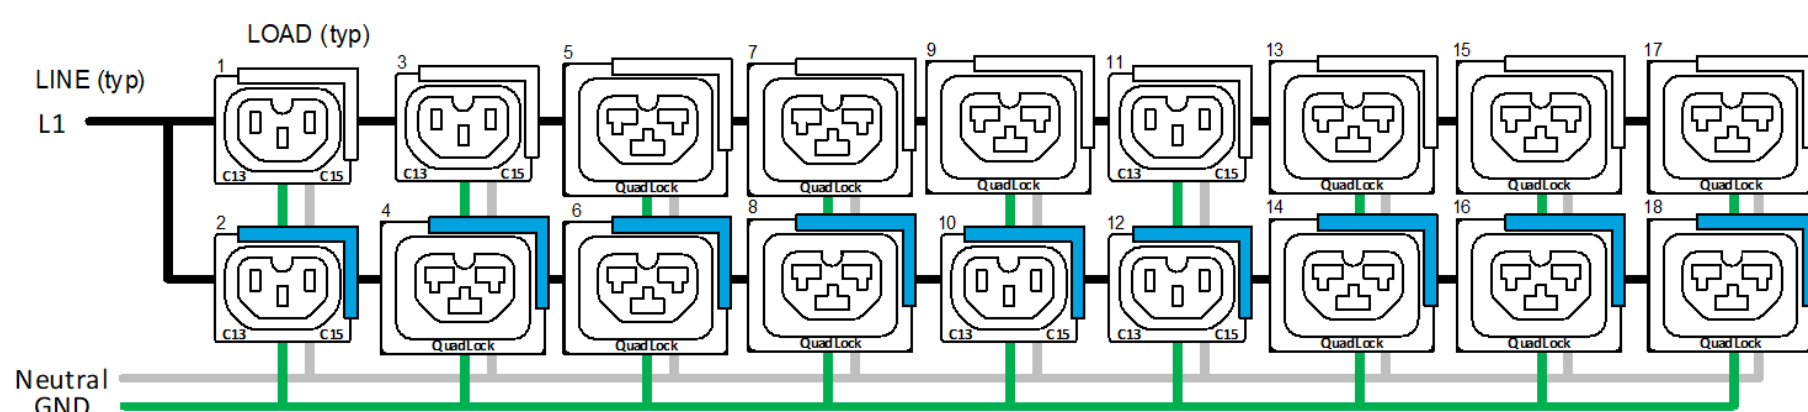 LOAD (typ)
LINE (typ)
L1
1 3 5 7 9 11 13 15 17
C13 C15 C13 C15 QuadLock QuadLock QuadLock C13 C15 QuadLock QuadLock QuadLock
2 4 6 8 10 12 14 16 18
C13 C15 QuadLock QuadLock QuadLock C13 C15 C13 C15 QuadLock QuadLock QuadLock
Neutral
GND